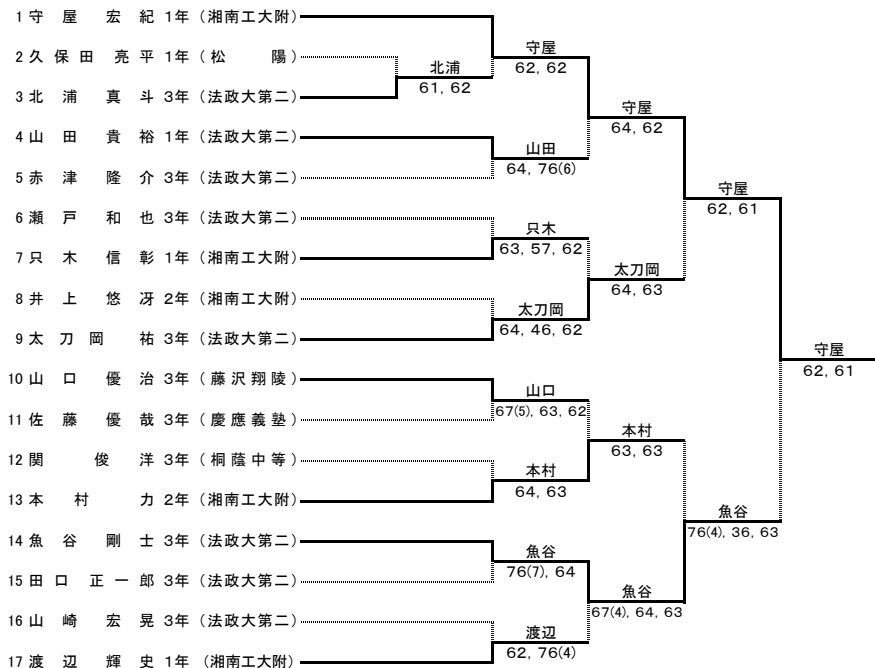 1 守屋 宏紀 1年 (湘南工大附)
2 久保田 亮平 1年 (松陽)
3 北浦 真斗 3年 (法政大第二)
4 山田 貴裕 1年 (法政大第二)
5 赤津 隆介 3年 (法政大第二)
6 瀬戸 和也 3年 (法政大第二)
7 只木 信彰 1年 (湘南工大附)
8 井上 悠冴 2年 (湘南工大附)
9 太刀岡 祐 3年 (法政大第二)
10 山口 優治 3年 (藤沢翔陵)
11 佐藤 優哉 3年 (慶應義塾)
12 関 俊洋 3年 (桐蔭中等)
13 本村 力 2年 (湘南工大附)
14 魚谷 剛士 3年 (法政大第二)
15 田口 正一郎 3年 (法政大第二)
16 山崎 宏晃 3年 (法政大第二)
17 渡辺 輝史 1年 (湘南工大附)
北浦
61, 62
守屋
62, 62
山田
64, 76(6)
只木
63, 57, 62
太刀岡
64, 46, 62
山口
67(5), 63, 62
本村
64, 63
魚谷
76(7), 64
渡辺
62, 76(4)
守屋
64, 62
太刀岡
64, 63
本村
63, 63
魚谷
67(4), 64, 63
守屋
62, 61
魚谷
76(4), 36, 63
守屋
62, 61